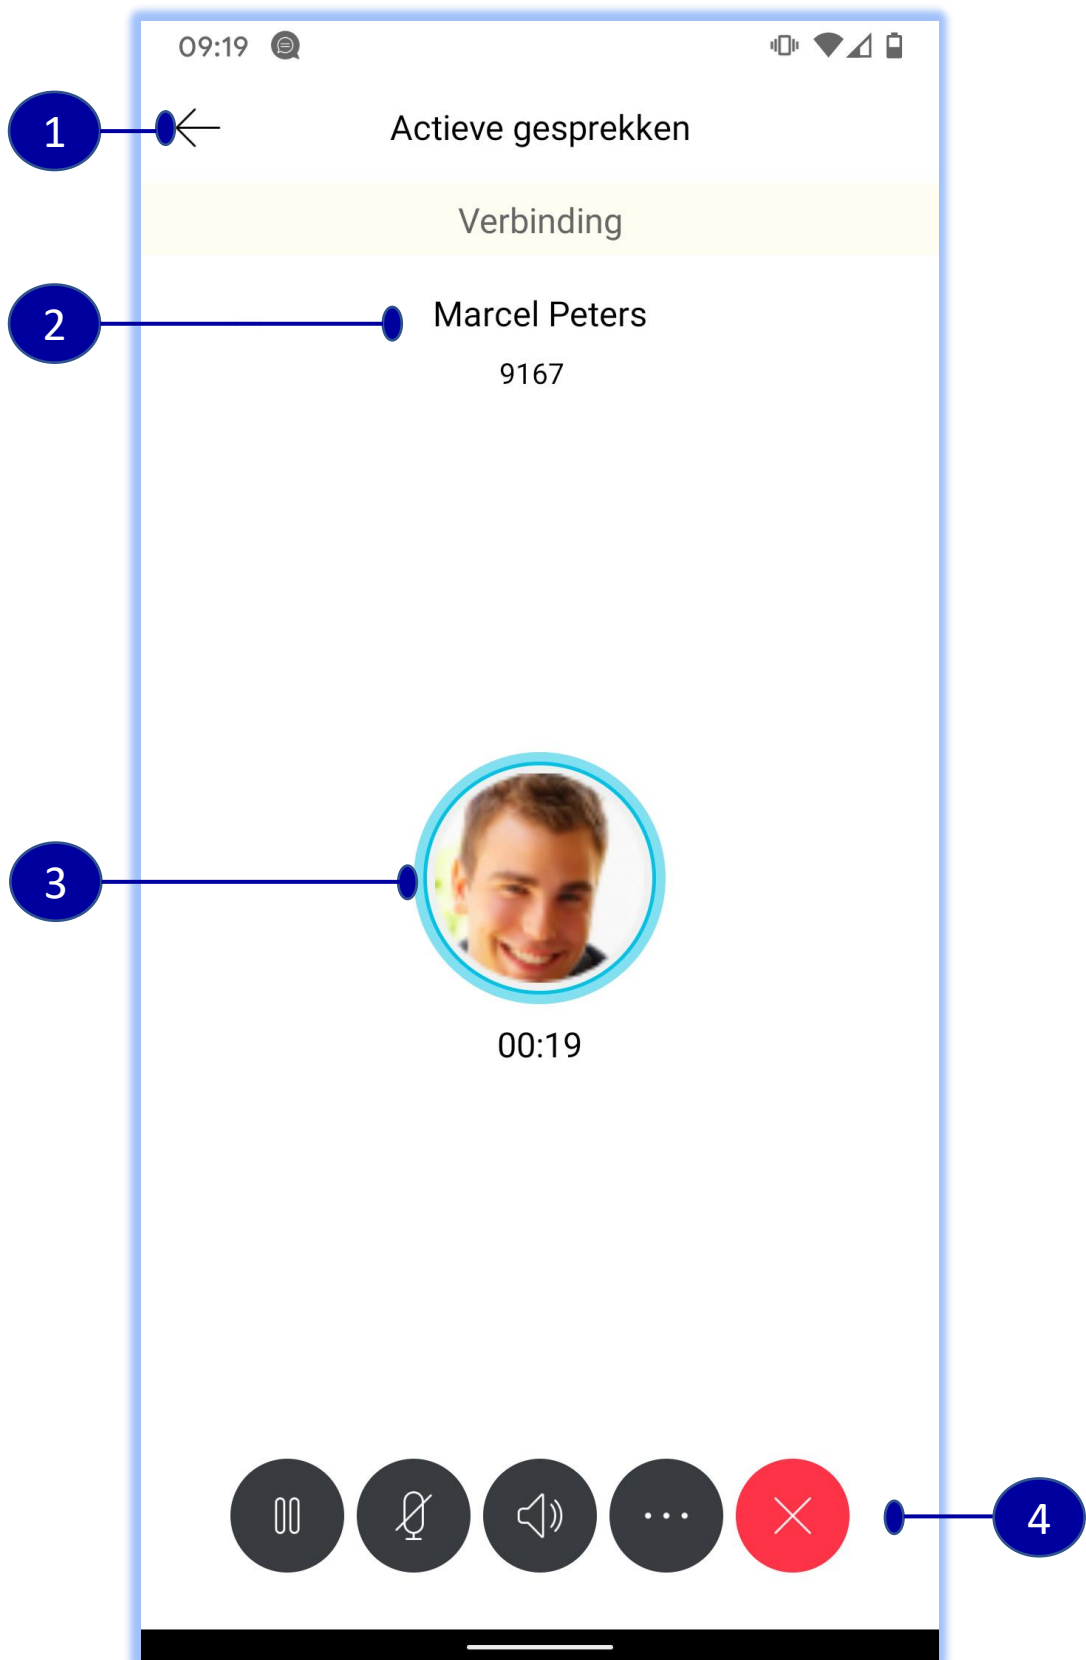 09:19
1
Actieve gesprekken
Verbinding
2
Marcel Peters
9167
3
00:19
4